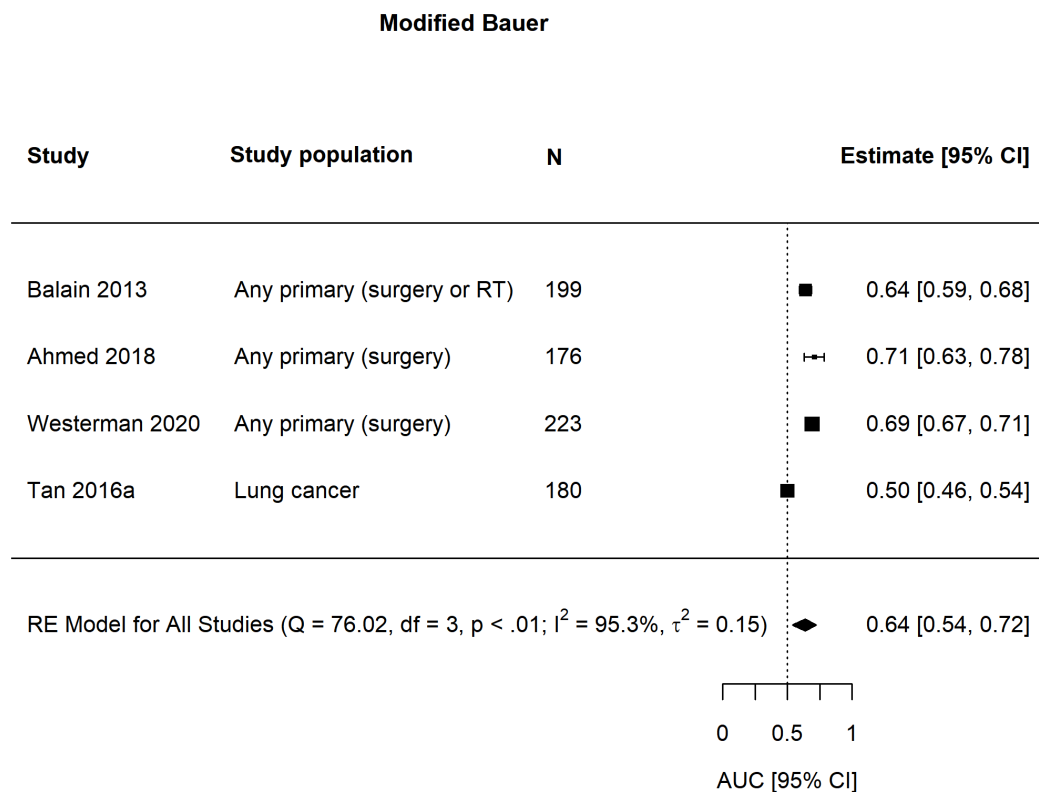 Modified Bauer
Study Study population N Estimate [95% CI]
Balain 2013 Any primary (surgery or RT) 199 0.64 [0.59, 0.68]
Ahmed 2018 Any primary (surgery) 176 0.71 [0.63, 0.78]
Westerman 2020 Any primary (surgery) 223 0.69 [0.67, 0.71]
Tan 2016a Lung cancer 180 0.50 [0.46, 0.54]
RE Model for All Studies (Q = 76.02, df = 3, p < .01; I² = 95.3%, τ² = 0.15) 0.64 [0.54, 0.72]
0 0.5 1
AUC [95% CI]